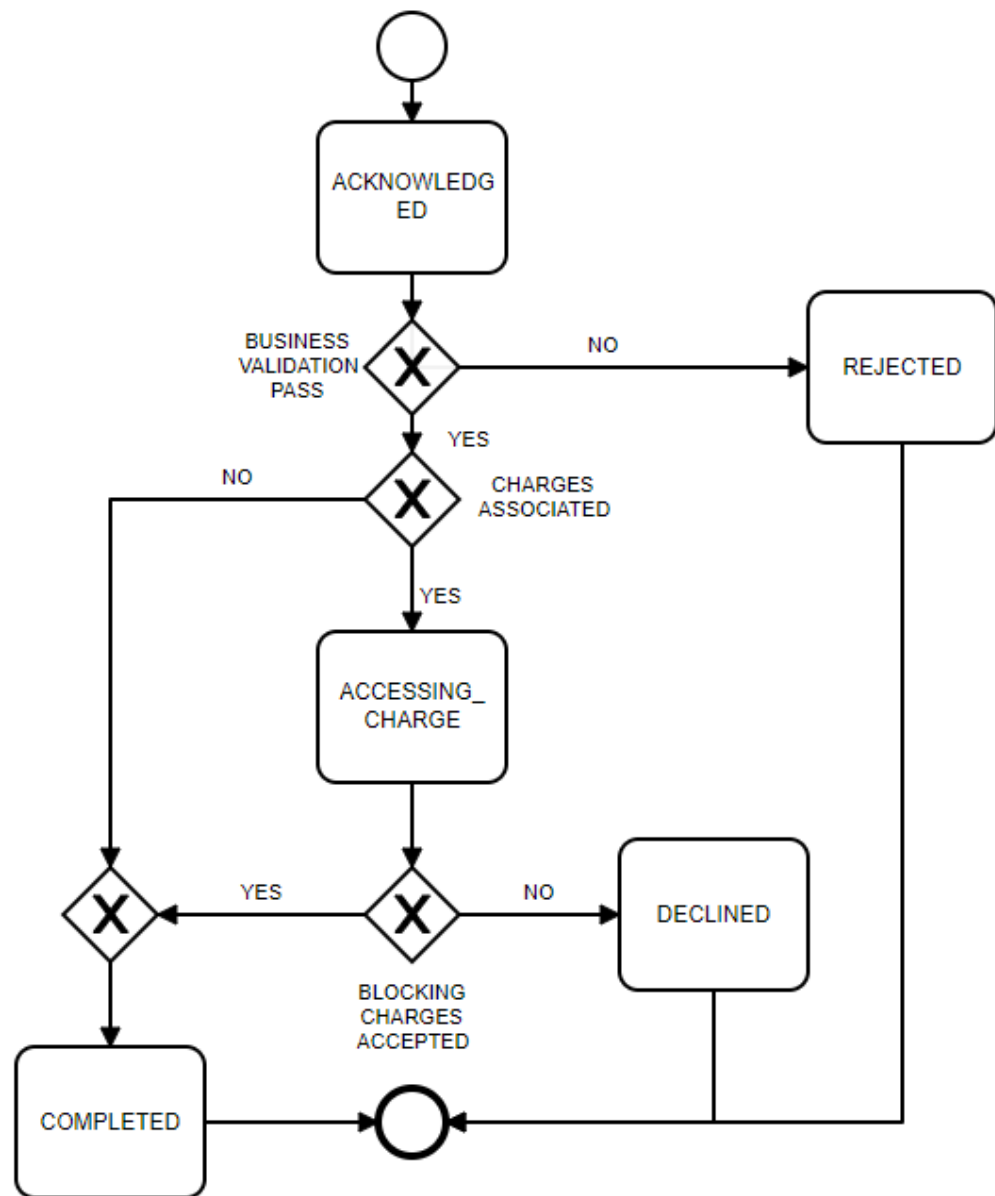 ACKNOWLEDG
ED
BUSINESS
VALIDATION
PASS
X
NO
REJECTED
YES
NO
X
CHARGES
ASSOCIATED
YES
ACCESSING_
CHARGE
X
YES
X
NO
DECLINED
BLOCKING
CHARGES
ACCEPTED
COMPLETED